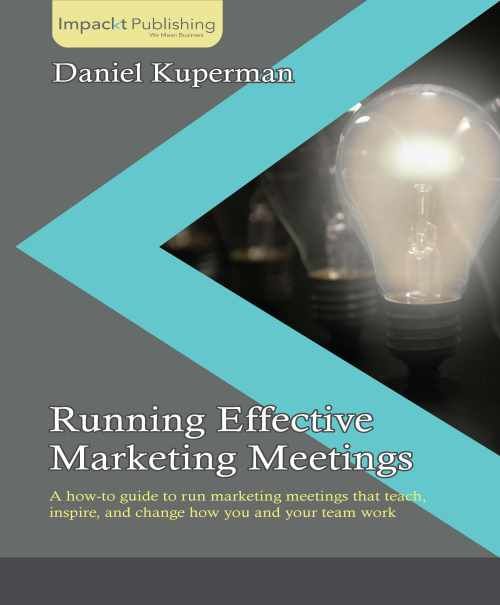 Impackt Publishing
We Mean Business
Daniel Kuperman
Running Effective
Marketing Meetings
A how-to guide to run marketing meetings that teach,
inspire, and change how you and your team work